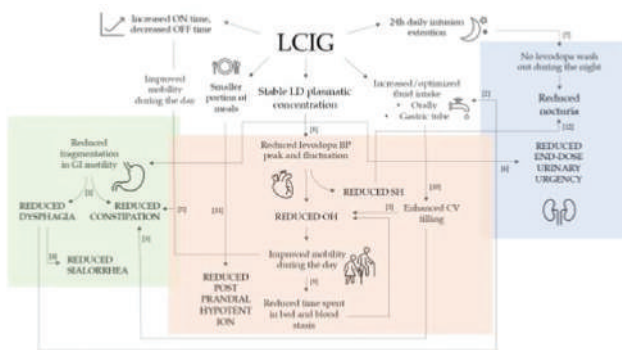 Increased ON time,
decreased OFF time
LCIG
24h daily infusion
extention
[7]
Improved
mobility
during the day
Smaller
portion of
meals
Stable LD plasmatic
concentration
Increased/optimized
fluid intake
• Orally
• Gastric tube
[2]
No levodopa wash
out during the night
Reduced
nocturia
[12]
[8]
Reduced
fragmentation
in GI motility
Reduced levodopa BP
peak and fluctuation
REDUCED
END-DOSE
URINARY
URGENCY
[6]
REDUCED SH
[10]
REDUCED
DYSPHAGIA
REDUCED
CONSTIPATION
[11]
REDUCED OH
Enhanced CV
filling
REDUCED
SIALORRHEA
Improved mobility
during the day
REDUCED
POST
PRANDIAL
HYPOTENT
ION
[9]
Reduced time spent
in bed and blood
stasis